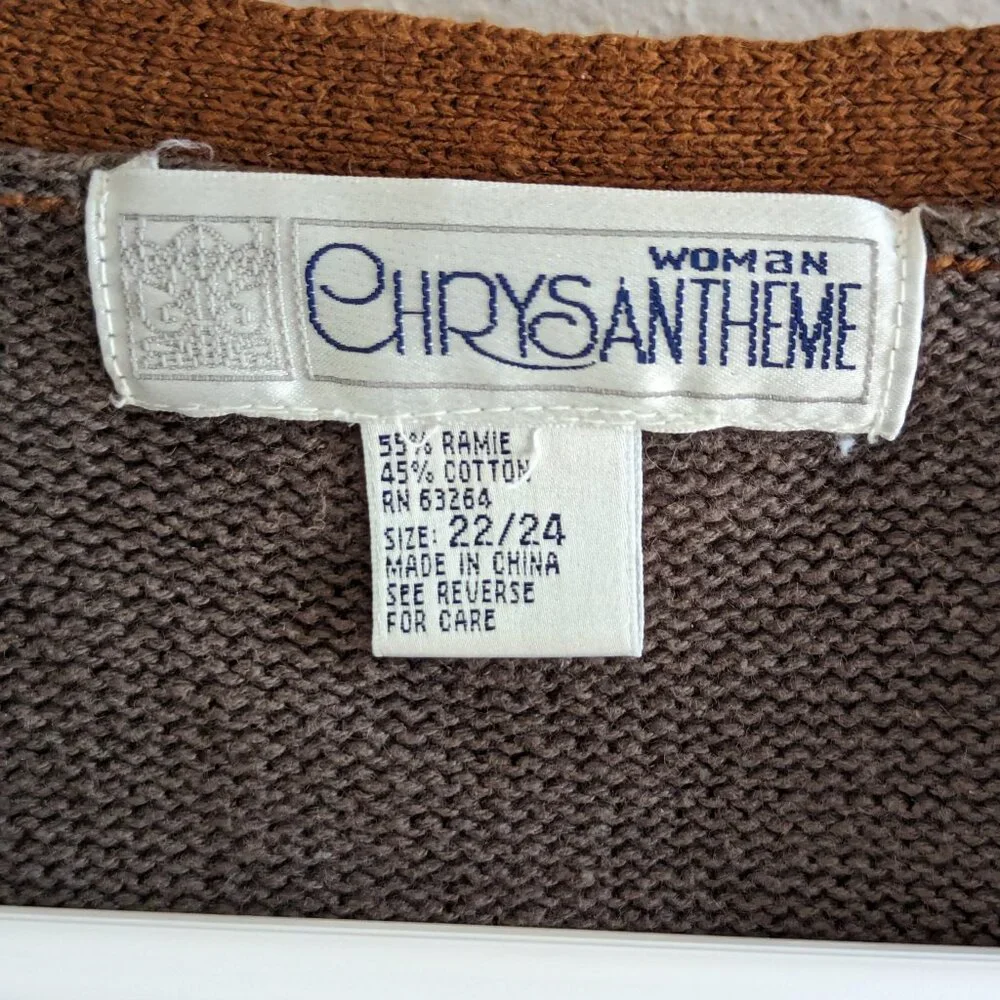 WOMaN
CHRYSANTHEME
55% RAMIE
45% COTTON
RN 63264
SIZE: 22/24
MADE IN CHINA
SEE REVERSE
FOR CARE